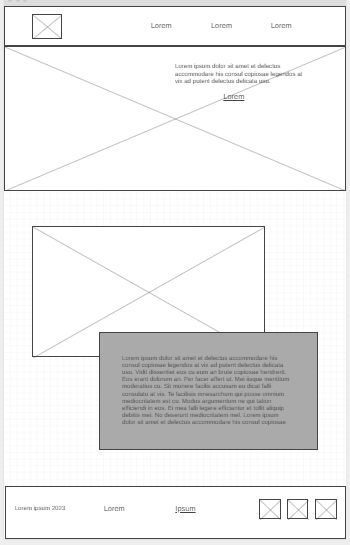 Lorem Lorem Lorem
Lorem ipsum dolor sit amet ei delectus
accommodare his consul copiosae legendos at
vix ad putent delectus delicata usu.
Lorem
Lorem ipsum dolor sit amet ei delectus accommodare his
consul copiosae legendos at vix ad putent delectus delicata
usu. Vidit dissentiet eos cu eum an brute copiosae hendrerit.
Eos erant dolorum an. Per facer affert ut. Mei iisque mentitum
moderatius cu. Sit munere facilis accusam eu dicat falli
consulatu at vis. Te facilisis mnesarchum qui posse omnium
mediocritatem est cu. Modus argumentum ne qui tation
efficiendi in eos. Ei mea falli legere efficiantur et tollit aliquip
debitis mei. No deserunt mediocritatem mei. Lorem ipsum
dolor sit amet ei delectus accommodare his consul copiosae
Lorem ipsum 2023 Lorem Ipsum